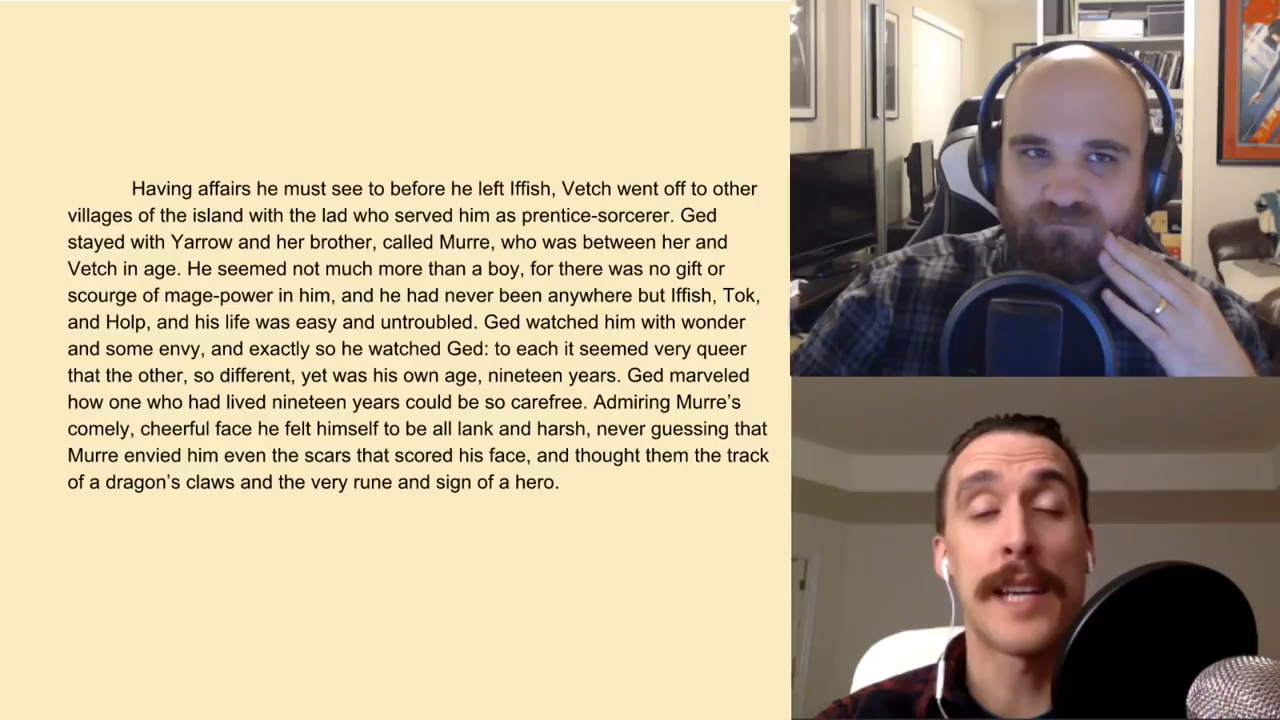 Having affairs he must see to before he left Iffish, Vetch went off to other
villages of the island with the lad who served him as prentice-sorcerer. Ged
stayed with Yarrow and her brother, called Murre, who was between her and
Vetch in age. He seemed not much more than a boy, for there was no gift or
scourge of mage-power in him, and he had never been anywhere but Iffish, Tok,
and Holp, and his life was easy and untroubled. Ged watched him with wonder
and some envy, and exactly so he watched Ged: to each it seemed very queer
that the other, so different, yet was his own age, nineteen years. Ged marveled
how one who had lived nineteen years could be so carefree. Admiring Murre's
comely, cheerful face he felt himself to be all lank and harsh, never guessing that
Murre envied him even the scars that scored his face, and thought them the track
of a dragon's claws and the very rune and sign of a hero.